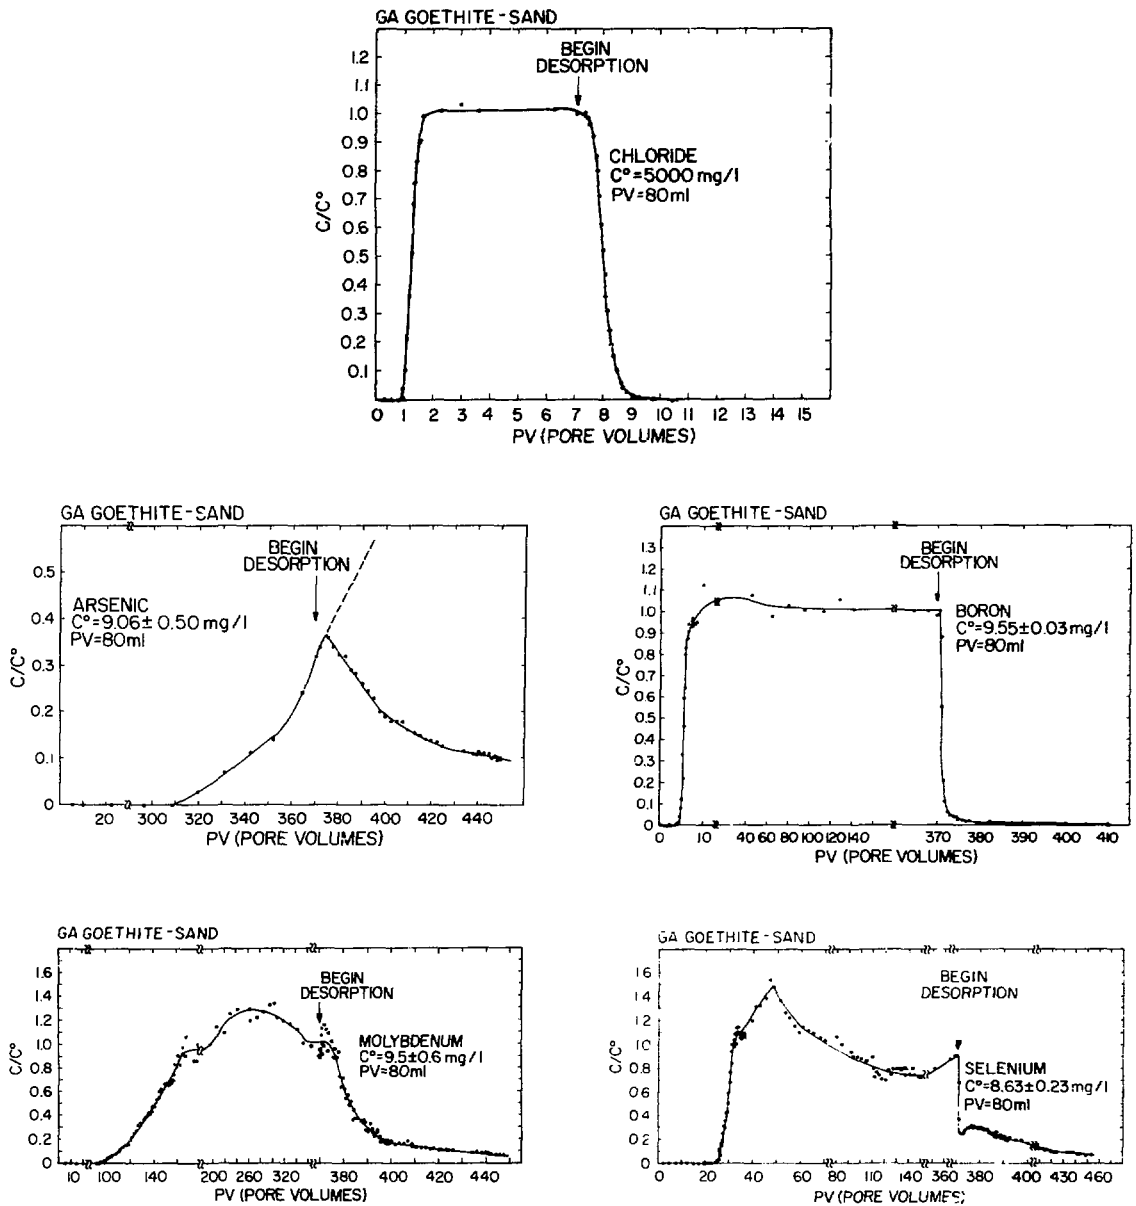 GA GOETHITE-SAND
BEGIN
DESORPTION
1.2
1.1
1.0
0.9
0.8
0.7
0.6
0.5
0.4
0.3
0.2
0.1
C/C°
CHLORIDE
C°=5000 mg/l
PV=80ml
0 1 2 3 4 5 6 7 8 9 10 11 12 13 14 15
PV (PORE VOLUMES)
GA GOETHITE-SAND
BEGIN
DESORPTION
0.5
0.4
0.3
0.2
0.1
0
C/C°
ARSENIC
C°=9.06±0.50 mg/l
PV=80ml
20 300 320 340 360 380 400 420 440
PV (PORE VOLUMES)
GA GOETHITE-SAND
BEGIN
DESORPTION
1.3
1.2
1.1
1.0
0.9
0.8
0.7
0.6
0.5
0.4
0.3
0.2
0.1
0
C/C°
BORON
C°=9.55±0.03 mg/l
PV=80ml
0 10 40 60 80 100 120 140 370 380 390 400 410
PV (PORE VOLUMES)
GA GOETHITE-SAND
BEGIN
DESORPTION
1.6
1.4
1.2
1.0
0.8
0.6
0.4
0.2
0
C/C°
MOLYBDENUM
C°=9.5±0.6 mg/l
PV=80ml
10 100 140 200 260 320 380 400 420 440
PV (PORE VOLUMES)
GA GOETHITE-SAND
BEGIN
DESORPTION
1.6
1.4
1.2
1.0
0.8
0.6
0.4
0.2
0
C/C°
SELENIUM
C°=8.63±0.23 mg/l
PV=80ml
0 20 40 60 80 110 140 360 400 430 460
PV (PORE VOLUMES)